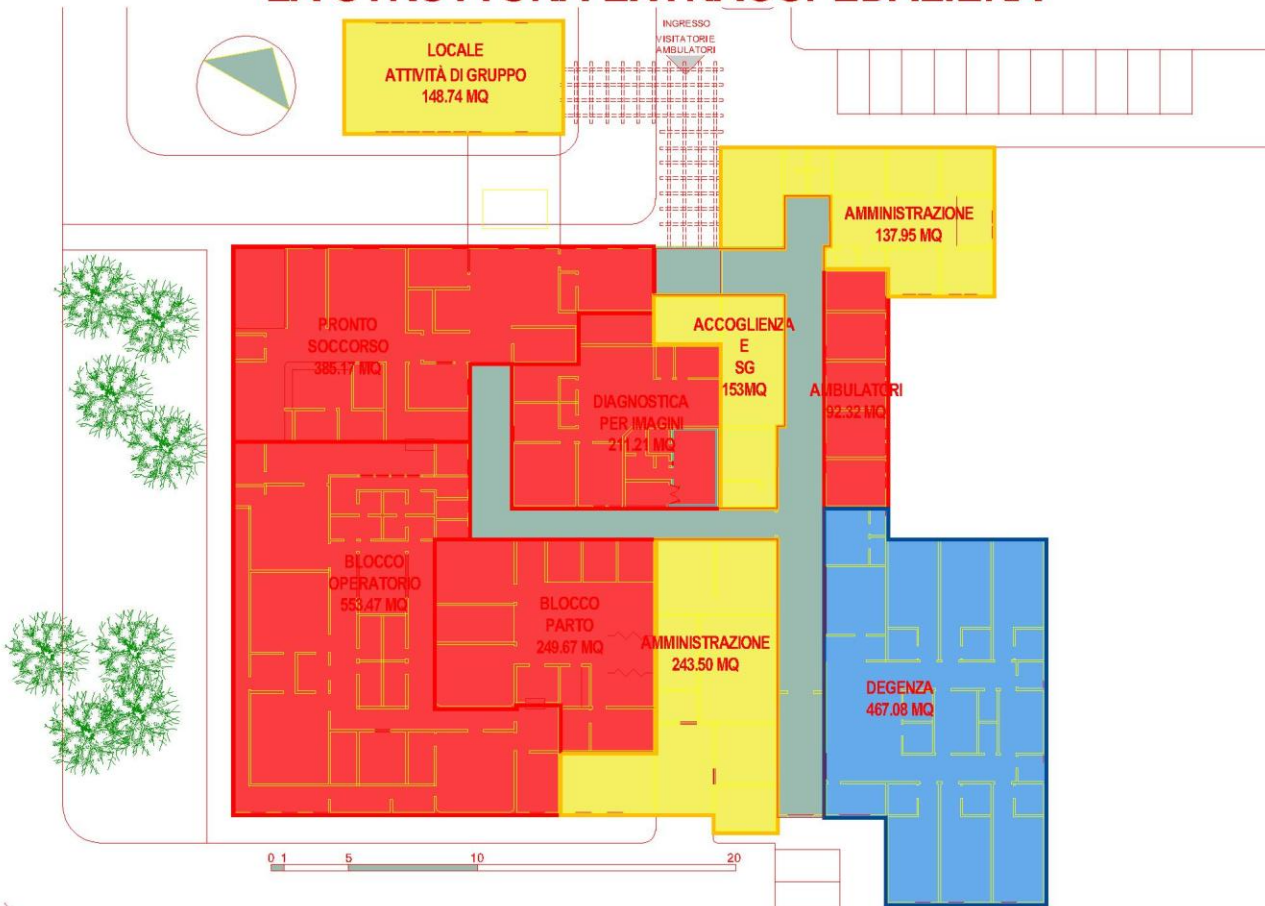 INGRESSO
VISITATORI E
AMBULATORI
LOCALE
ATTIVITÀ DI GRUPPO
148.74 MQ
AMMINISTRAZIONE
137.95 MQ
PRONTO
SOCCORSO
385.17 MQ
ACCOGLIENZA
E
SG
153MQ
DIAGNOSTICA
PER IMAGINI
211.21 MQ
AMBULATORI
92.32 MQ
BLOCCO
OPERATORIO
553.47 MQ
BLOCCO
PARTO
249.67 MQ
AMMINISTRAZIONE
243.50 MQ
DEGENZA
467.08 MQ
0 1 5 10 20